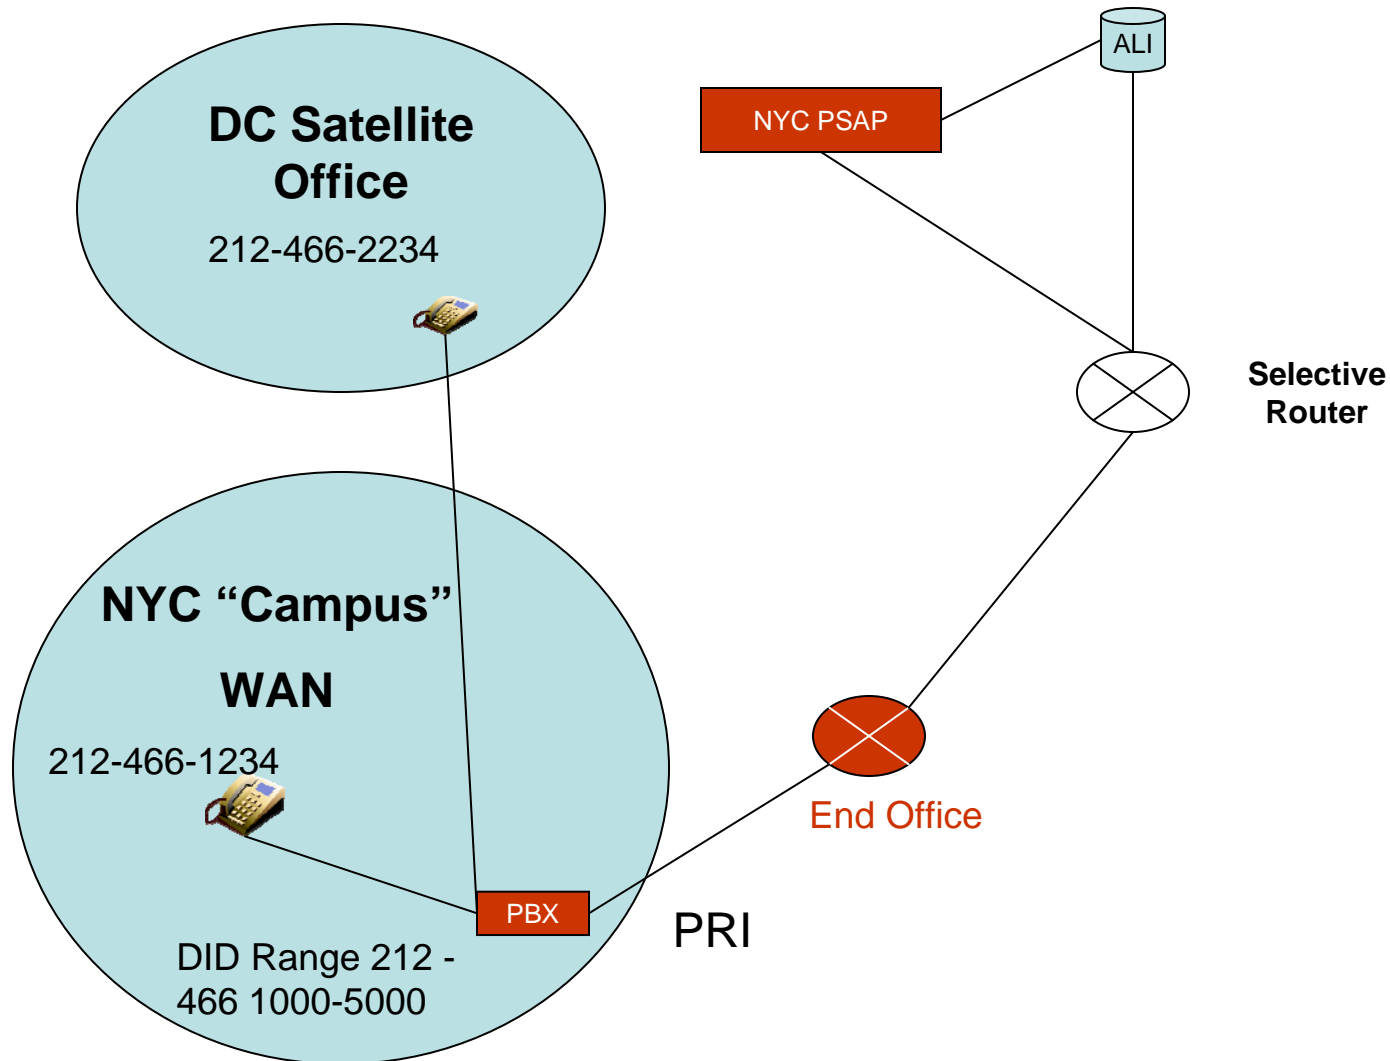 ALI
NYC PSAP
DC Satellite
Office
212-466-2234
Selective
Router
NYC “Campus”
WAN
212-466-1234
End Office
PBX
PRI
DID Range 212 -
466 1000-5000